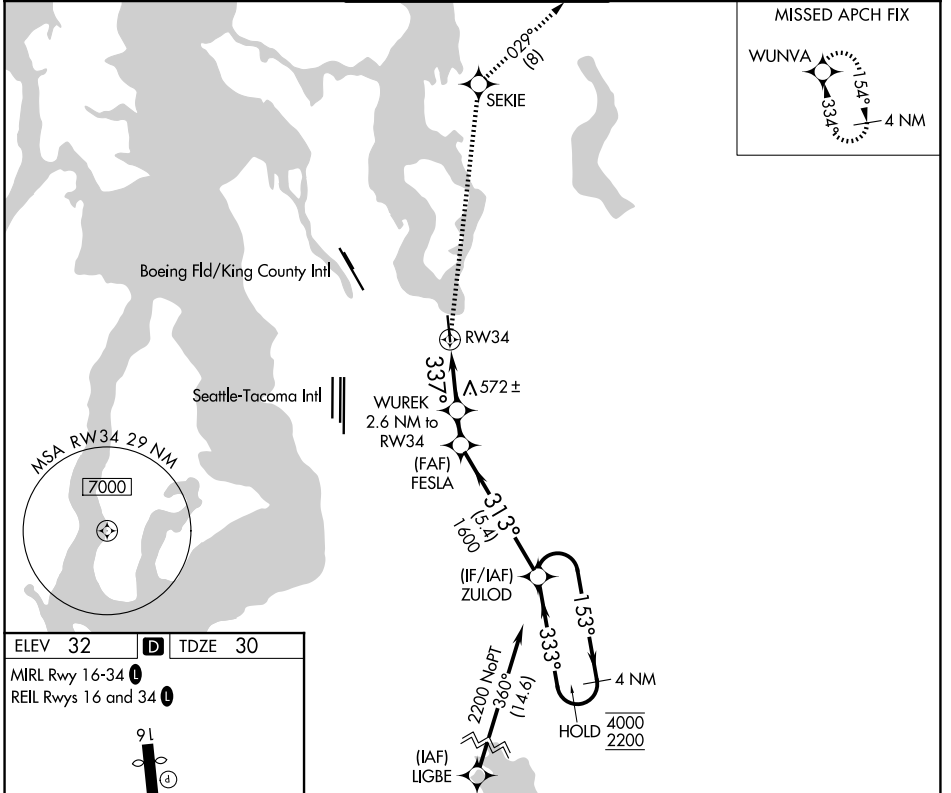 MISSED APCH FIX
WUNVA
154°
334°
4 NM
029°
(8)
SEKIE
Boeing Fld/King County Intl
RW34
337°
572 ±
Seattle-Tacoma Intl
WUREK
2.6 NM to
RW34
(FAF)
FESLA
MSA RW34 29 NM
7000
313°
(5.4)
1600
(IF/IAF)
ZULOD
153°
333°
4 NM
HOLD 4000
2200
2200 NoPT
360°
(14.6)
(IAF)
LIGBE
ELEV 32 D TDZE 30
MIRL Rwy 16-34 L
REIL Rwys 16 and 34 L
16
P